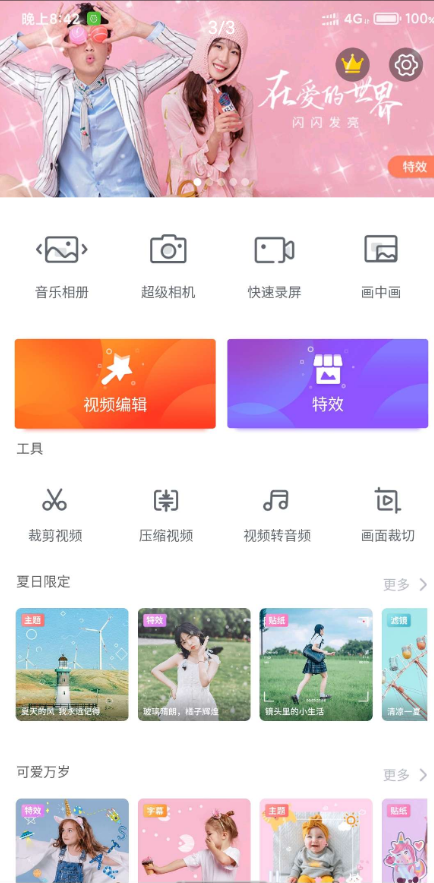 晚上8:42
4G
100%
3/3
在爱的世界
闪闪发亮
特效
音乐相册
超级相机
快速录屏
画中画
视频编辑
特效
工具
裁剪视频
压缩视频
视频转音频
画面裁切
夏日限定
更多
主题
特效
贴纸
滤镜
夏天的风 我永远记得
玻璃晴朗，橘子辉煌
镜头里的小生活
清凉一夏
可爱万岁
更多
特效
字幕
主题
贴纸